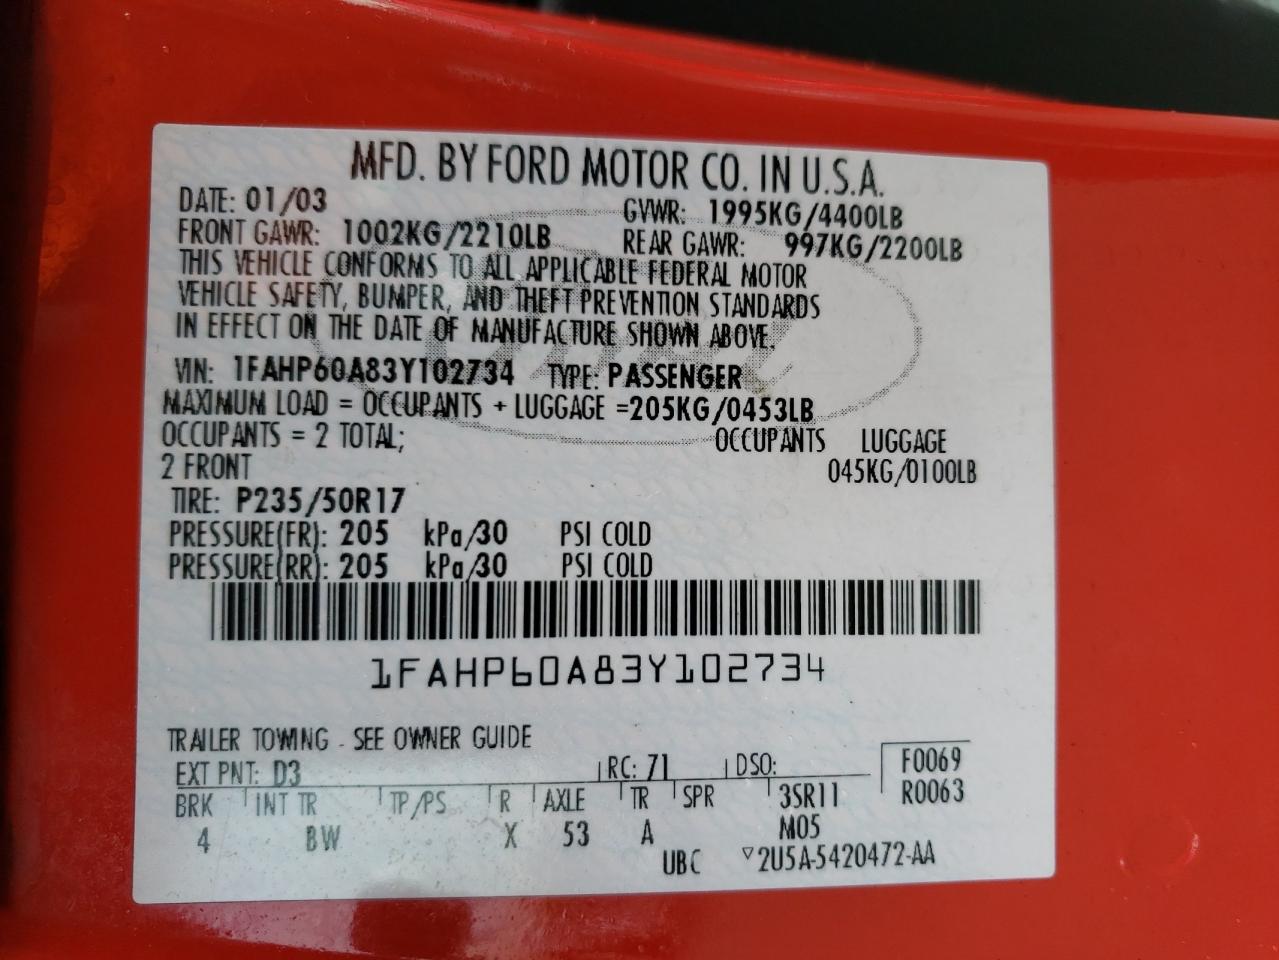 MFD. BY FORD MOTOR CO. IN U.S.A.
DATE: 01/03 GVWR: 1995KG/4400LB
FRONT GAWR: 1002KG/2210LB REAR GAWR: 997KG/2200LB
THIS VEHICLE CONFORMS TO ALL APPLICABLE FEDERAL MOTOR
VEHICLE SAFETY, BUMPER, AND THEFT PREVENTION STANDARDS
IN EFFECT ON THE DATE OF MANUFACTURE SHOWN ABOVE.
VIN: 1FAHP60A83Y102734 TYPE: PASSENGER
MAXIMUM LOAD = OCCUPANTS + LUGGAGE =205KG/0453LB
OCCUPANTS = 2 TOTAL; OCCUPANTS LUGGAGE
2 FRONT 045KG/0100LB
TIRE: P235/50R17
PRESSURE(FR): 205 kPa/30 PSI COLD
PRESSURE(RR): 205 kPa/30 PSI COLD
1FAHP60A83Y102734
TRAILER TOWING - SEE OWNER GUIDE
EXT PNT: D3 RC: 71 DSO: F0069
BRK INT TR TP/PS R AXLE TR SPR 3SR11 R0063
4 BW X 53 A M05
UBC ▽2U5A-5420472-AA